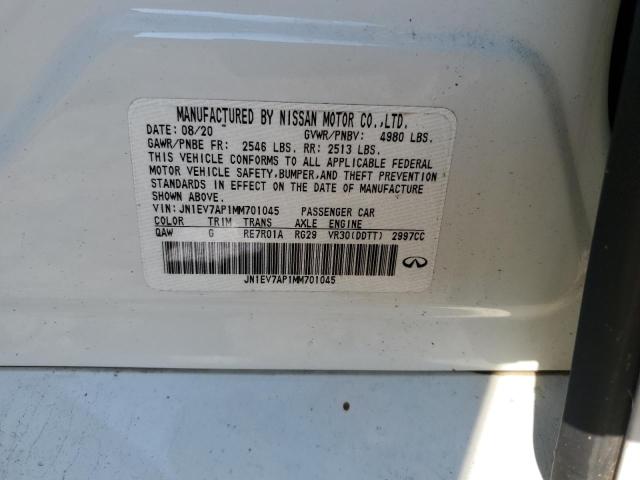 MANUFACTURED BY NISSAN MOTOR CO.,LTD.
DATE: 08/20 GVWR/PNBV: 4980 LBS.
GAWR/PNBE FR: 2546 LBS. RR: 2513 LBS.
THIS VEHICLE CONFORMS TO ALL APPLICABLE FEDERAL
MOTOR VEHICLE SAFETY,BUMPER,AND THEFT PREVENTION
STANDARDS IN EFFECT ON THE DATE OF MANUFACTURE
SHOWN ABOVE.
VIN: JN1EV7AP1MM701045 PASSENGER CAR
COLOR TRIM TRANS AXLE ENGINE
QAW G RE7R01A RG29 VR30(DDTT) 2997CC
JN1EV7AP1MM701045